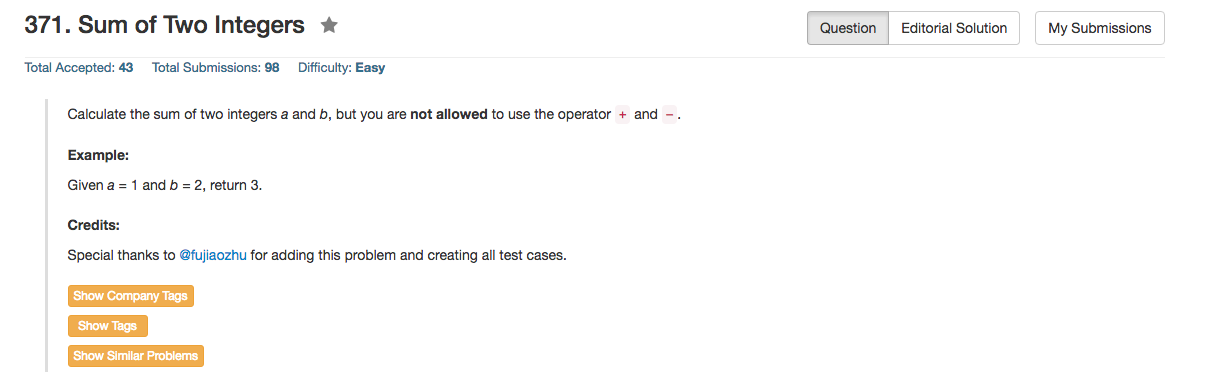 371. Sum of Two Integers ★
Question Editorial Solution My Submissions
Total Accepted: 43 Total Submissions: 98 Difficulty: Easy
Calculate the sum of two integers a and b, but you are not allowed to use the operator + and -.
Example:
Given a = 1 and b = 2, return 3.
Credits:
Special thanks to @fujiaozhu for adding this problem and creating all test cases.
Show Company Tags
Show Tags
Show Similar Problems